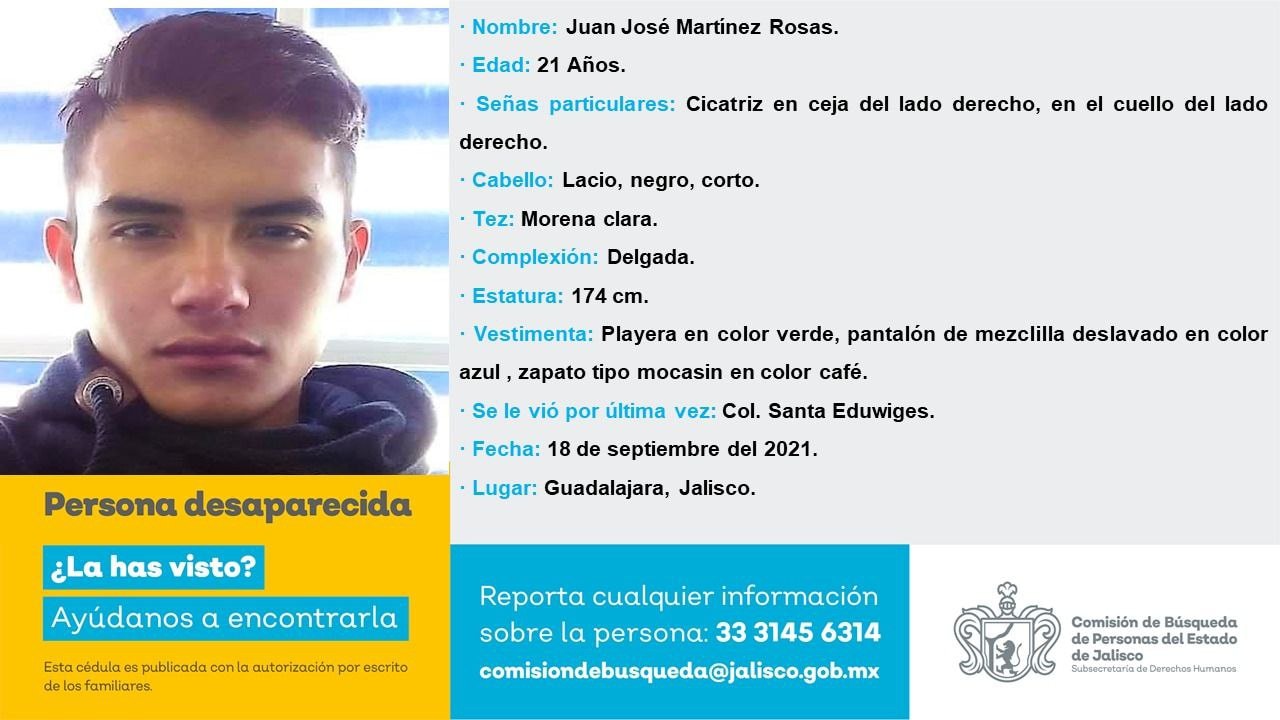 · Nombre: Juan José Martínez Rosas.
· Edad: 21 Años.
· Señas particulares: Cicatriz en ceja del lado derecho, en el cuello del lado
derecho.
· Cabello: Lacio, negro, corto.
· Tez: Morena clara.
· Complexión: Delgada.
· Estatura: 174 cm.
· Vestimenta: Playera en color verde, pantalón de mezclilla deslavado en color
azul , zapato tipo mocasin en color café.
· Se le vió por última vez: Col. Santa Eduwiges.
· Fecha: 18 de septiembre del 2021.
· Lugar: Guadalajara, Jalisco.
Persona desaparecida
¿La has visto?
Ayúdanos a encontrarla
Esta cédula es publicada con la autorización por escrito
de los familiares.
Reporta cualquier información
sobre la persona: 33 3145 6314
comisiondebusqueda@jalisco.gob.mx
Comisión de Búsqueda
de Personas del Estado
de Jalisco
Subsecretaría de Derechos Humanos